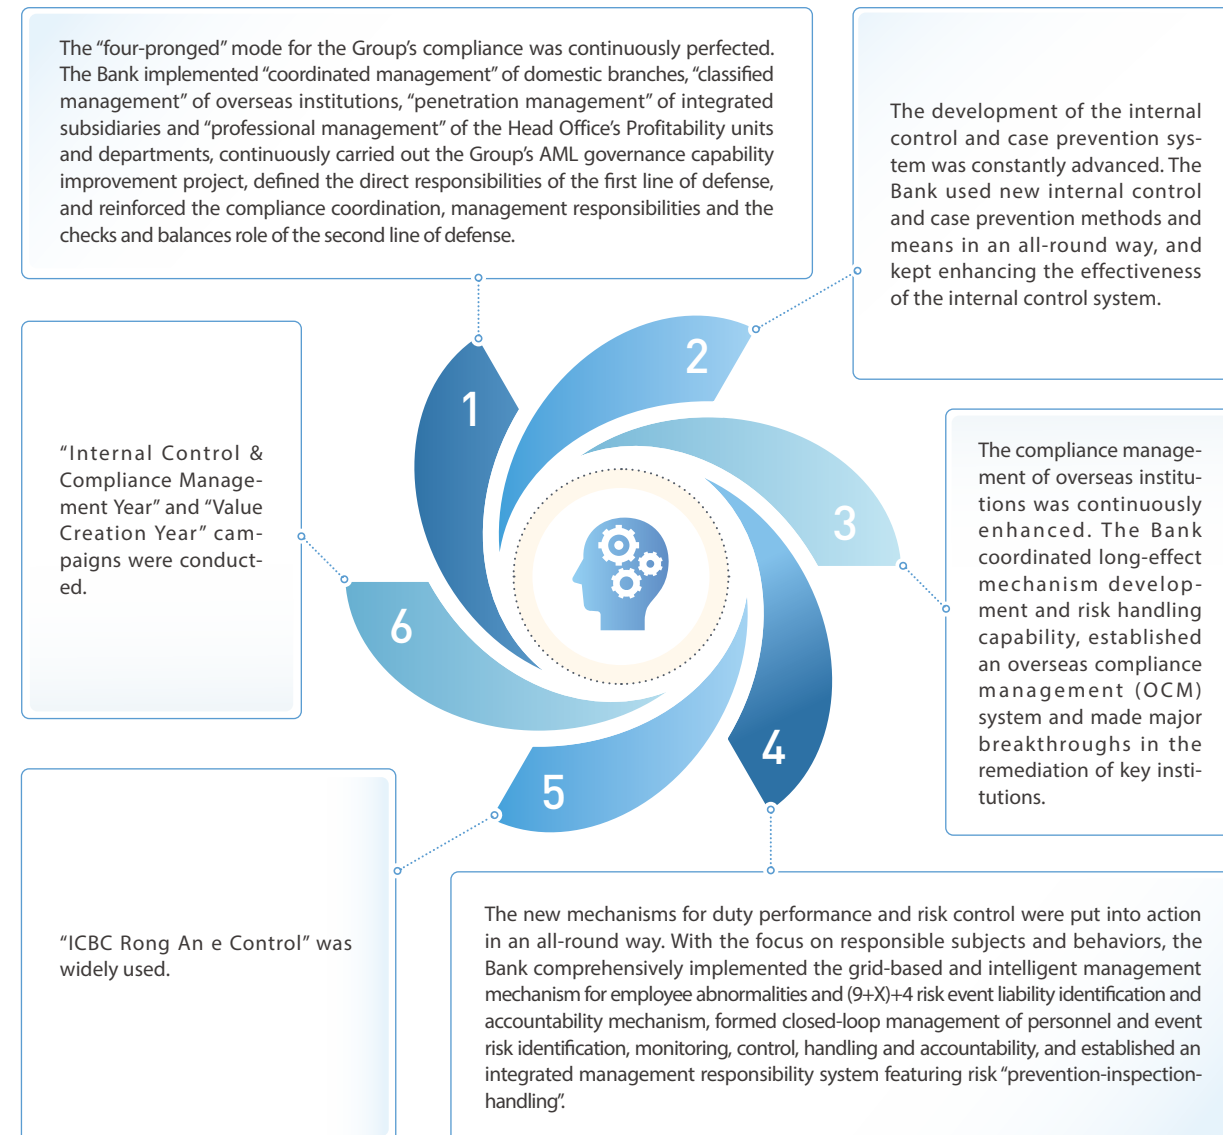 The “four-pronged” mode for the Group’s compliance was continuously perfected.
The Bank implemented “coordinated management” of domestic branches, “classified
management” of overseas institutions, “penetration management” of integrated
subsidiaries and “professional management” of the Head Office’s Profitability units
and departments, continuously carried out the Group’s AML governance capability
improvement project, defined the direct responsibilities of the first line of defense,
and reinforced the compliance coordination, management responsibilities and the
checks and balances role of the second line of defense.
The development of the internal
control and case prevention sys-
tem was constantly advanced. The
Bank used new internal control
and case prevention methods and
means in an all-round way, and
kept enhancing the effectiveness
of the internal control system.
The compliance manage-
ment of overseas institu-
tions was continuously
enhanced. The Bank
coordinated long-effect
mechanism develop-
ment and risk handling
capability, established
an overseas compliance
management (OCM)
system and made major
breakthroughs in the
remediation of key insti-
tutions.
The new mechanisms for duty performance and risk control were put into action
in an all-round way. With the focus on responsible subjects and behaviors, the
Bank comprehensively implemented the grid-based and intelligent management
mechanism for employee abnormalities and (9+X)+4 risk event liability identification and
accountability mechanism, formed closed-loop management of personnel and event
risk identification, monitoring, control, handling and accountability, and established an
integrated management responsibility system featuring risk “prevention-inspection-
handling”.
“ICBC Rong An e Control” was
widely used.
“Internal Control &
Compliance Manage-
ment Year” and “Value
Creation Year” cam-
paigns were conduct-
ed.
1
2
3
4
5
6